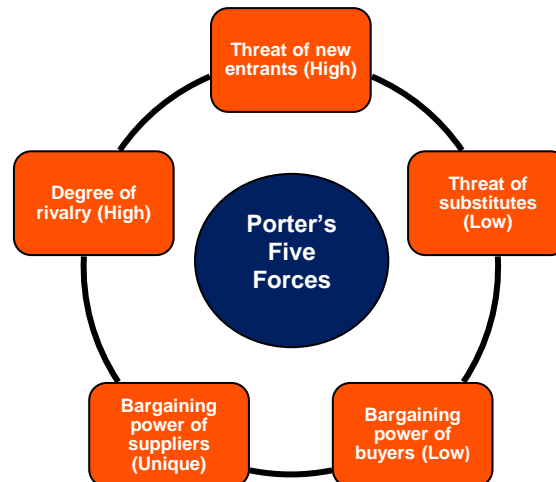 Threat of new
entrants (High)
Degree of
rivalry (High)
Threat of
substitutes
(Low)
Porter’s
Five
Forces
Bargaining
power of
suppliers
(Unique)
Bargaining
power of
buyers (Low)